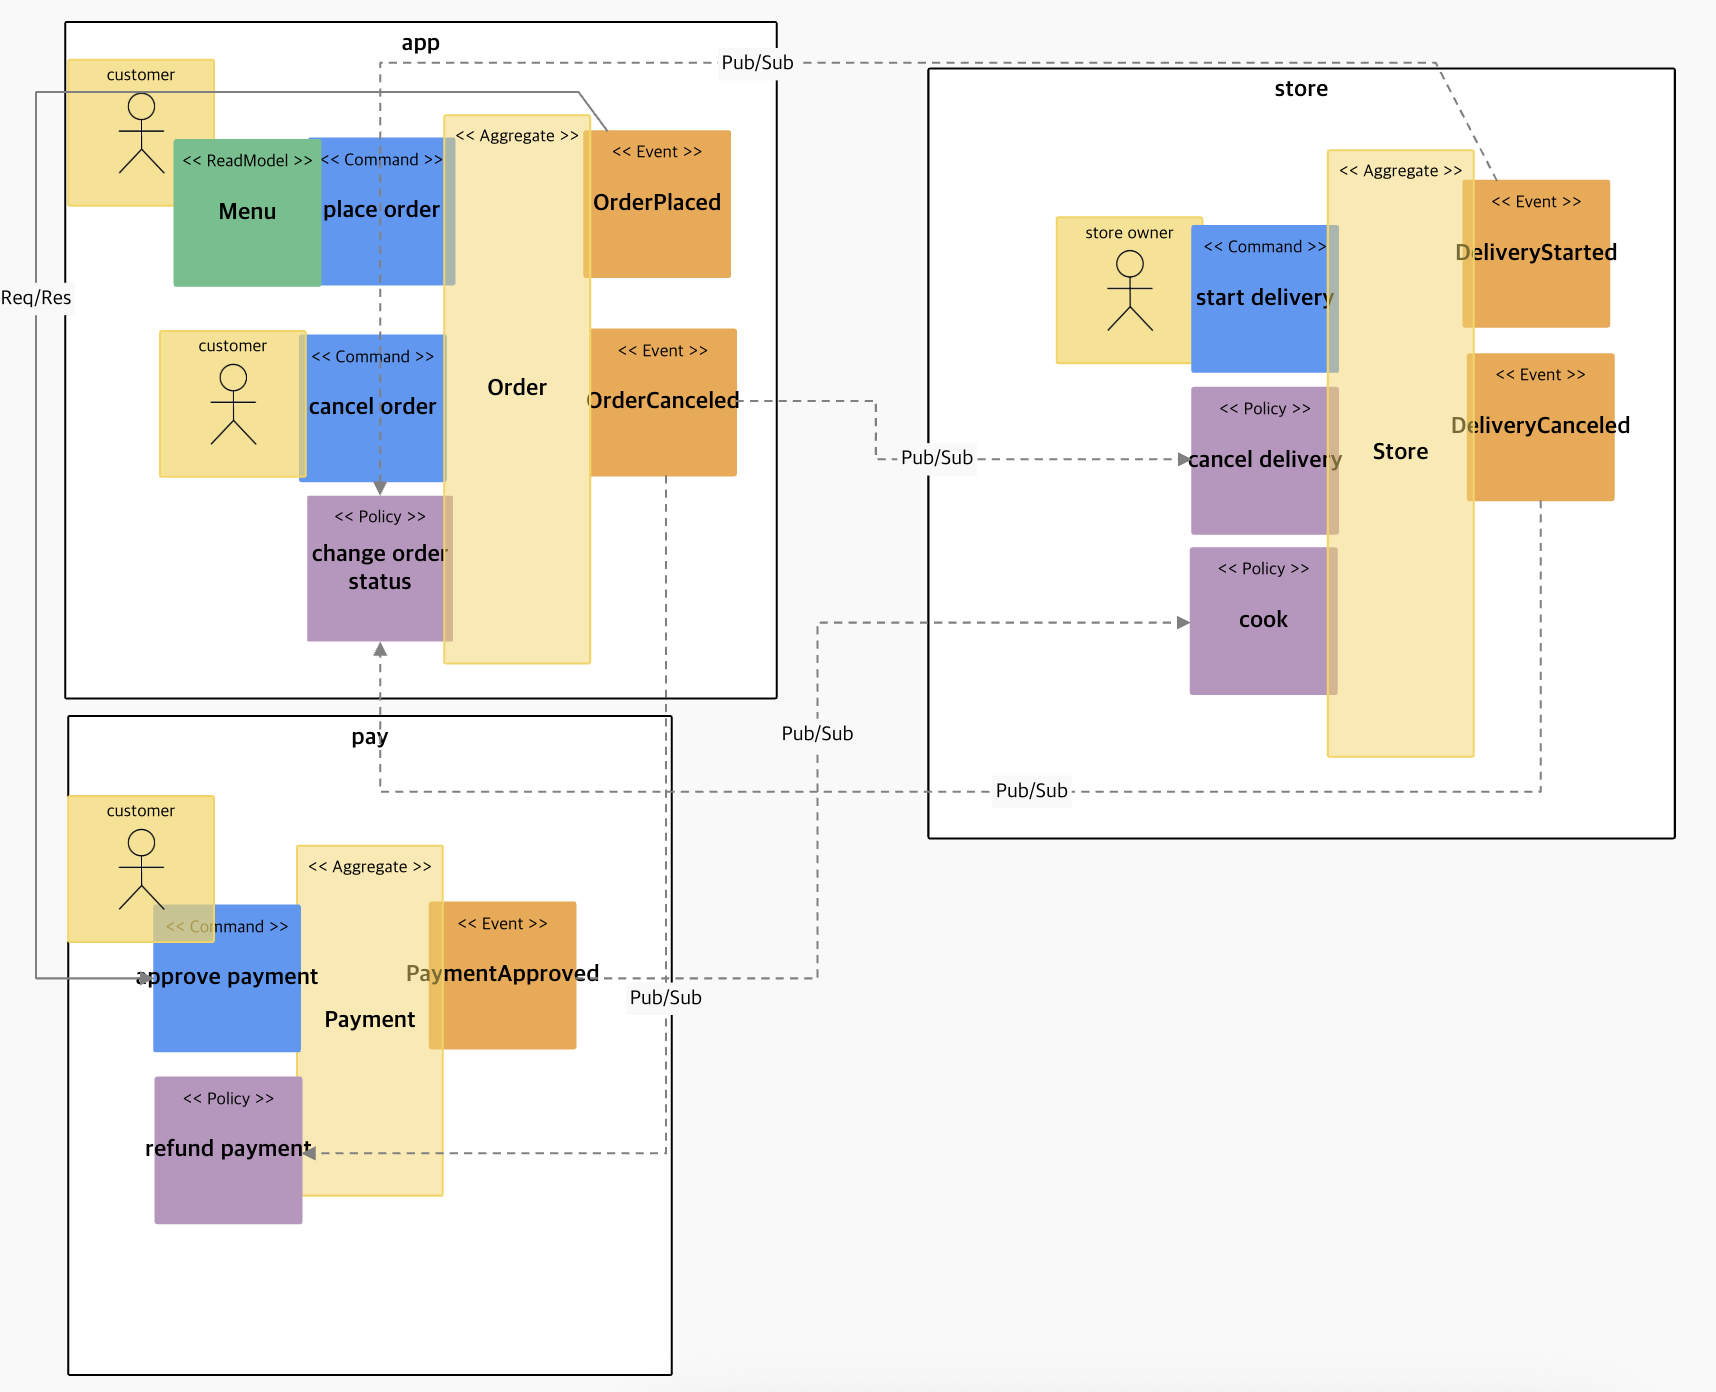 app
customer
<< ReadModel >>
Menu
<< Command >>
place order
<< Aggregate >>
Order
<< Event >>
OrderPlaced
customer
<< Command >>
cancel order
<< Event >>
OrderCanceled
<< Policy >>
change order
status
Req/Res
Pub/Sub
store
store owner
<< Command >>
start delivery
<< Aggregate >>
Store
<< Event >>
DeliveryStarted
<< Policy >>
cancel delivery
<< Event >>
DeliveryCanceled
<< Policy >>
cook
Pub/Sub
Pub/Sub
Pub/Sub
pay
customer
<< Command >>
approve payment
<< Aggregate >>
Payment
<< Event >>
PaymentApproved
Pub/Sub
<< Policy >>
refund payment